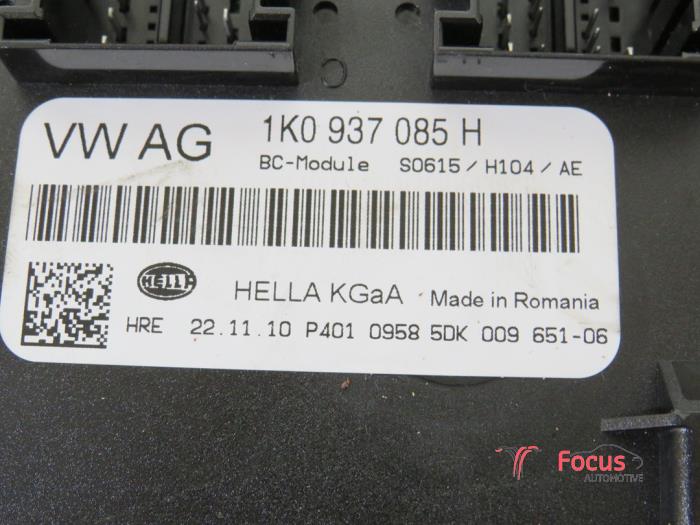 VW AG
1K0 937 085 H
BC-Module S0615 / H104 / AE
HELLA
HELLA KGaA Made in Romania
HRE 22.11.10 P401 0958 5DK 009 651-06
Focus
AUTOMOTIVE